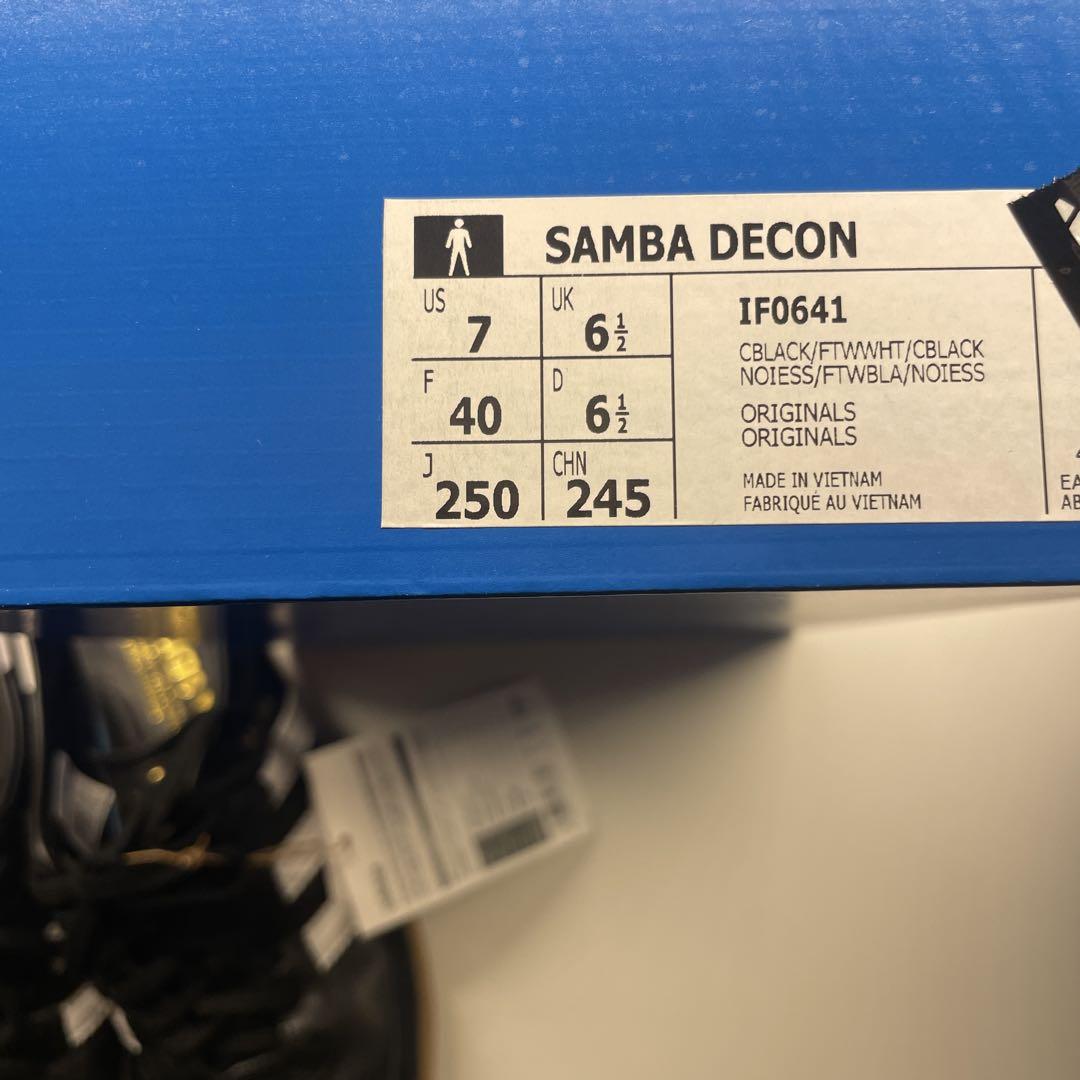 SAMBA DECON
US 7
UK 6 1/2
F 40
D 6 1/2
J 250
CHN 245
IF0641
CBLACK/FTWWHT/CBLACK
NOIESS/FTWBLA/NOIESS
ORIGINALS
ORIGINALS
MADE IN VIETNAM
FABRIQUÉ AU VIETNAM